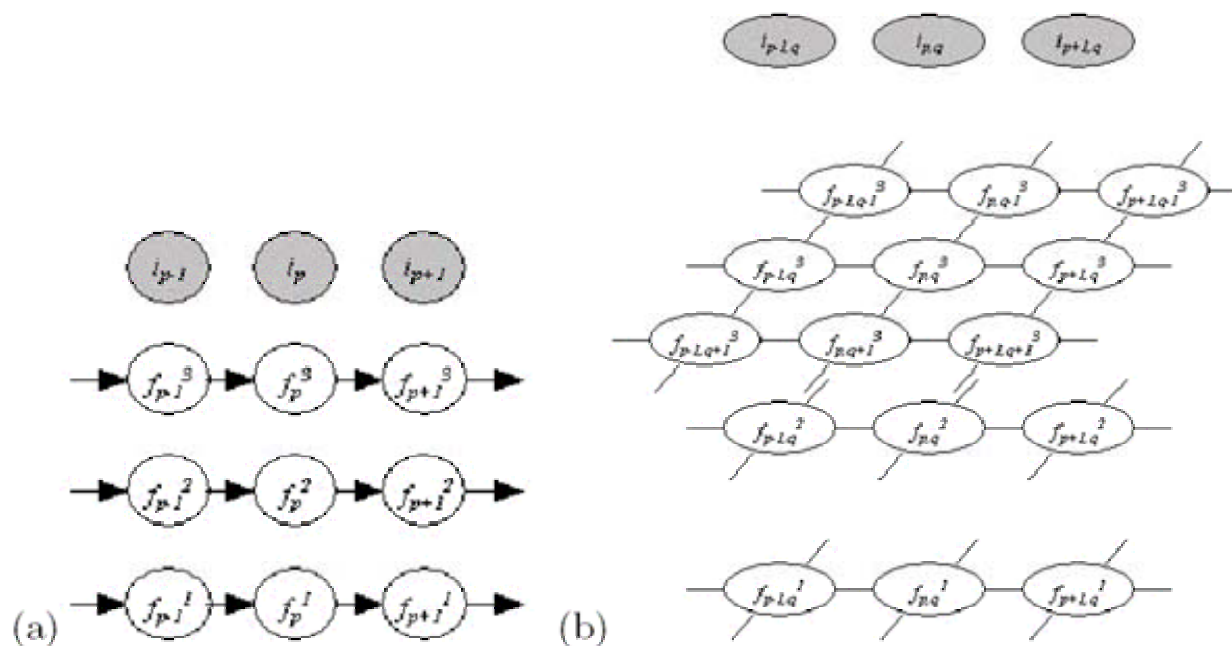 i_{p-1} i_p i_{p+1}
f_{p-1}^3 f_p^3 f_{p+1}^3
f_{p-1}^2 f_p^2 f_{p+1}^2
f_{p-1}^1 f_p^1 f_{p+1}^1
(a)
i_{p-1,q} i_{p,q} i_{p+1,q}
f_{p-1,q-1}^3 f_{p,q-1}^3 f_{p+1,q-1}^3
f_{p-1,q}^3 f_{p,q}^3 f_{p+1,q}^3
f_{p-1,q+1}^3 f_{p,q+1}^3 f_{p+1,q+1}^3
f_{p-1,q}^2 f_{p,q}^2 f_{p+1,q}^2
f_{p-1,q}^1 f_{p,q}^1 f_{p+1,q}^1
(b)